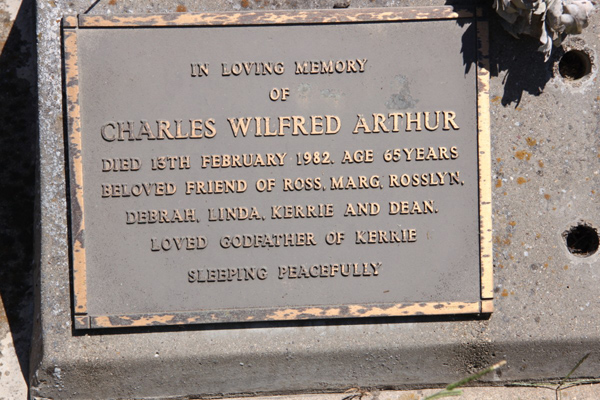 IN LOVING MEMORY
OF
CHARLES WILFRED ARTHUR
DIED 13TH FEBRUARY 1982. AGE 65 YEARS
BELOVED FRIEND OF ROSS, MARG, ROSSLYN,
DEBRAH, LINDA, KERRIE AND DEAN.
LOVED GODFATHER OF KERRIE
SLEEPING PEACEFULLY